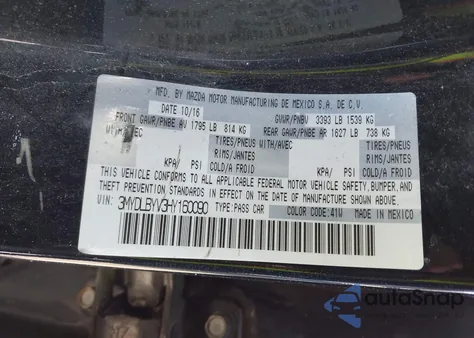 MFD. BY MAZDA MOTOR MANUFACTURING DE MEXICO S.A. DE C.V.
DATE 10/16 GVWR/PNBV 3393 LB 1539 KG
FRONT GAWR/PNBE AV 1795 LB 814 KG REAR GAWR/PNBE AR 1627 LB 738 KG
WITH/AVEC TIRES/PNEUS WITH/AVEC TIRES/PNEUS
RIMS/JANTES RIMS/JANTES
KPA/ PSI COLD/A FROID KPA/ PSI COLD/A FROID
THIS VEHICLE CONFORMS TO ALL APPLICABLE FEDERAL MOTOR VEHICLE SAFETY, BUMPER, AND
THEFT PREVENTION STANDARDS IN EFFECT ON THE DATE OF MANUFACTURE SHOWN ABOVE.
VIN: 3MYDLBYV3HY160090 TYPE: PASS CAR COLOR CODE: 41W MADE IN MEXICO
autoSnap